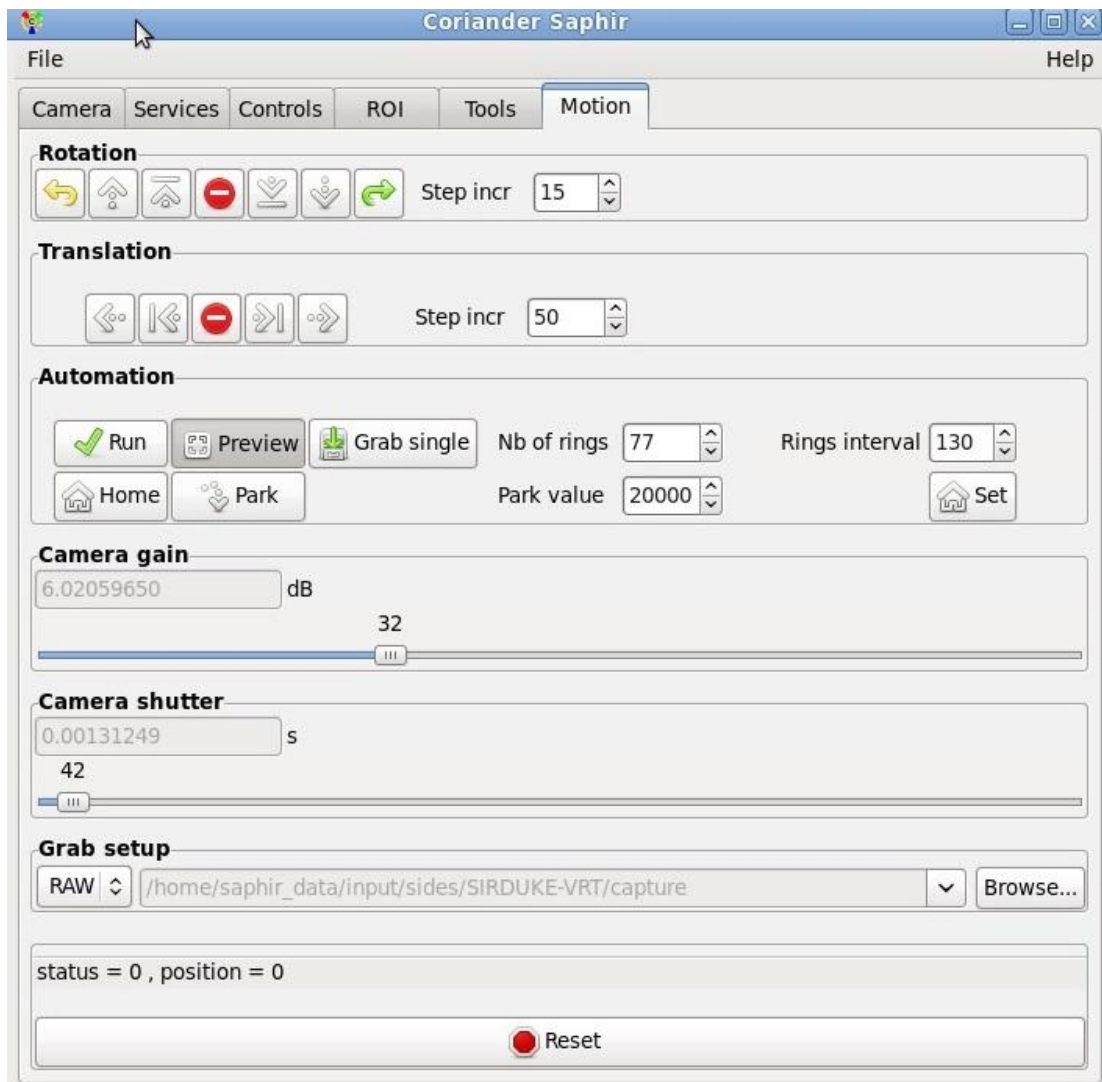 Coriander Saphir
File Help
Camera Services Controls ROI Tools Motion
Rotation
Step incr 15
Translation
Step incr 50
Automation
Run Preview Grab single Nb of rings 77 Rings interval 130
Home Park Park value 20000 Set
Camera gain
6.02059650 dB
32
Camera shutter
0.00131249 s
42
Grab setup
RAW /home/saphir_data/input/sides/SIRDUKE-VRT/capture Browse...
status = 0 , position = 0
Reset